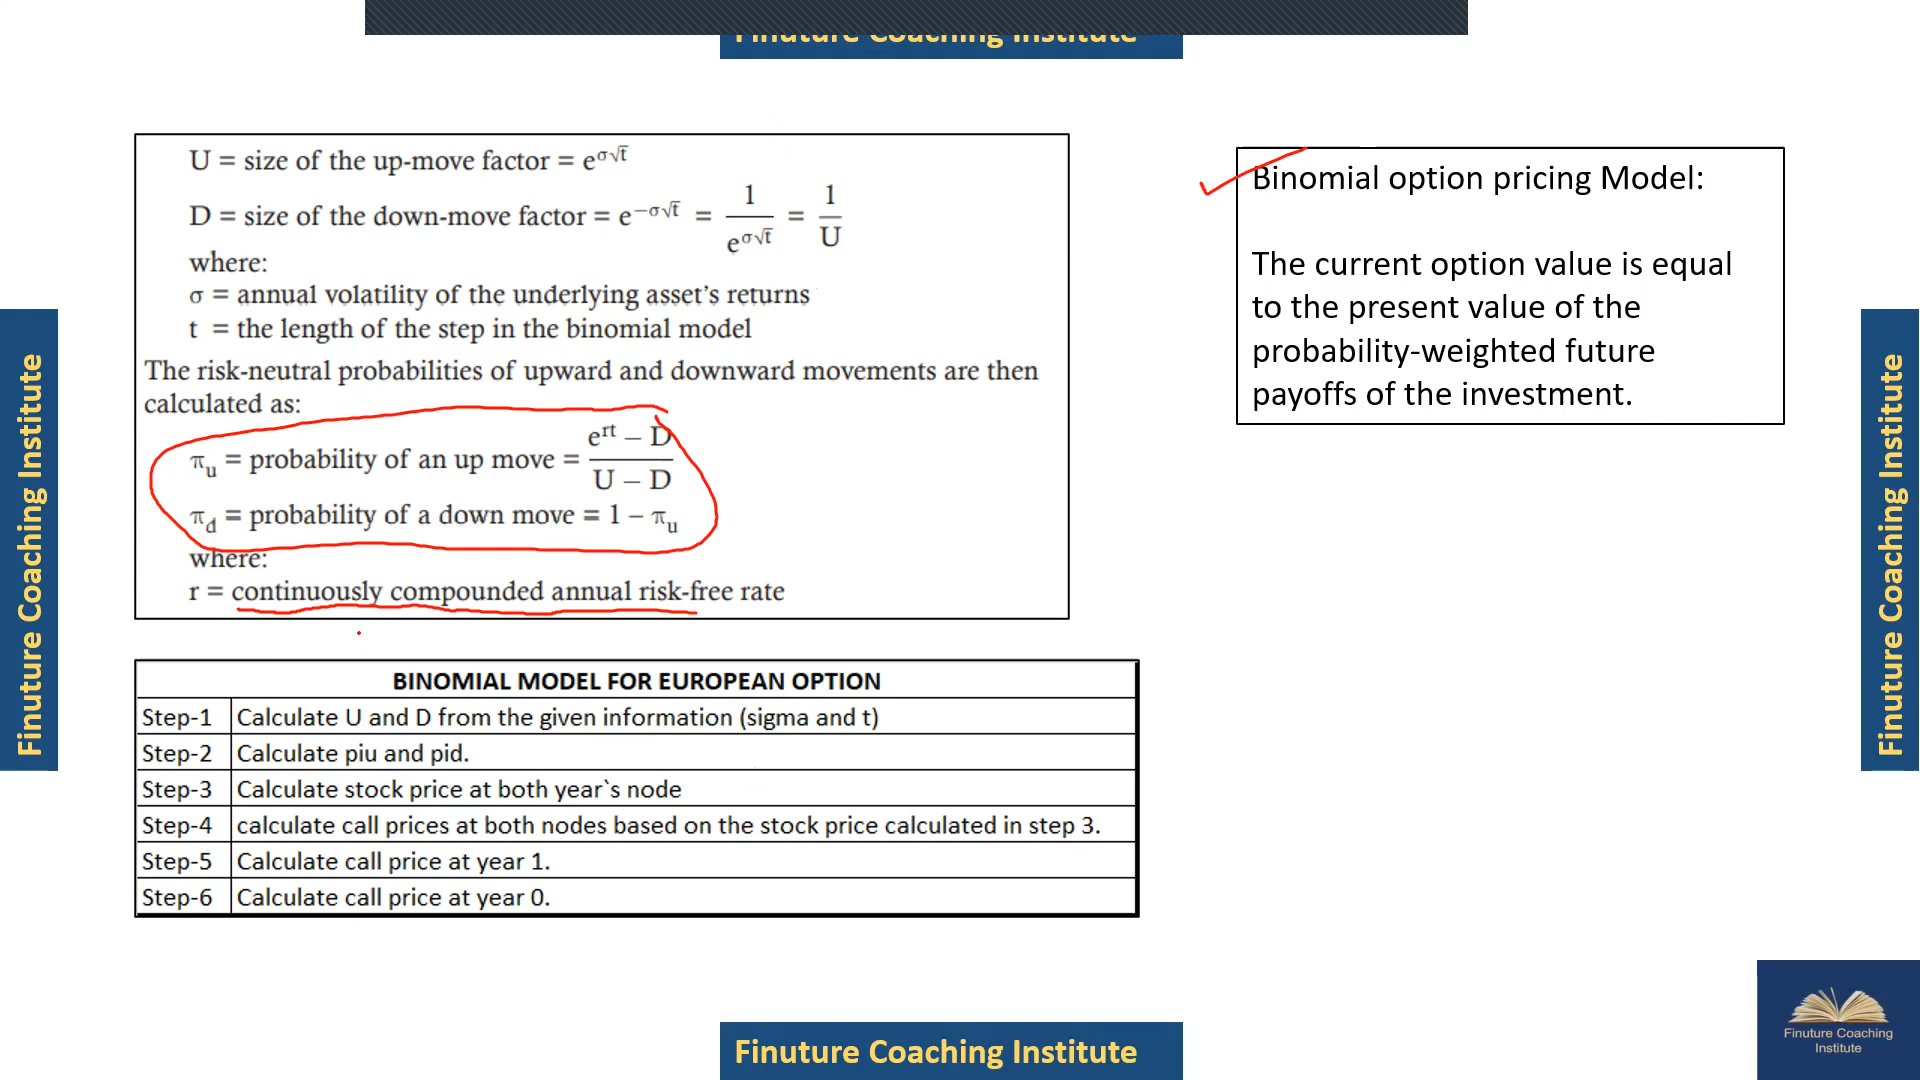 Finuture Coaching Institute
U = size of the up-move factor = e^σ√t
D = size of the down-move factor = e^−σ√t = 1/e^σ√t = 1/U
where:
σ = annual volatility of the underlying asset's returns
t = the length of the step in the binomial model
The risk-neutral probabilities of upward and downward movements are then
calculated as:
π_u = probability of an up move = (e^rt − D)/(U − D)
π_d = probability of a down move = 1 − π_u
where:
r = continuously compounded annual risk-free rate
Binomial option pricing Model:
The current option value is equal
to the present value of the
probability-weighted future
payoffs of the investment.
BINOMIAL MODEL FOR EUROPEAN OPTION
Step-1 Calculate U and D from the given information (sigma and t)
Step-2 Calculate piu and pid.
Step-3 Calculate stock price at both year`s node
Step-4 calculate call prices at both nodes based on the stock price calculated in step 3.
Step-5 Calculate call price at year 1.
Step-6 Calculate call price at year 0.
Finuture Coaching Institute
Finuture Coaching Institute
Finuture Coaching Institute
Finuture Coaching
Institute